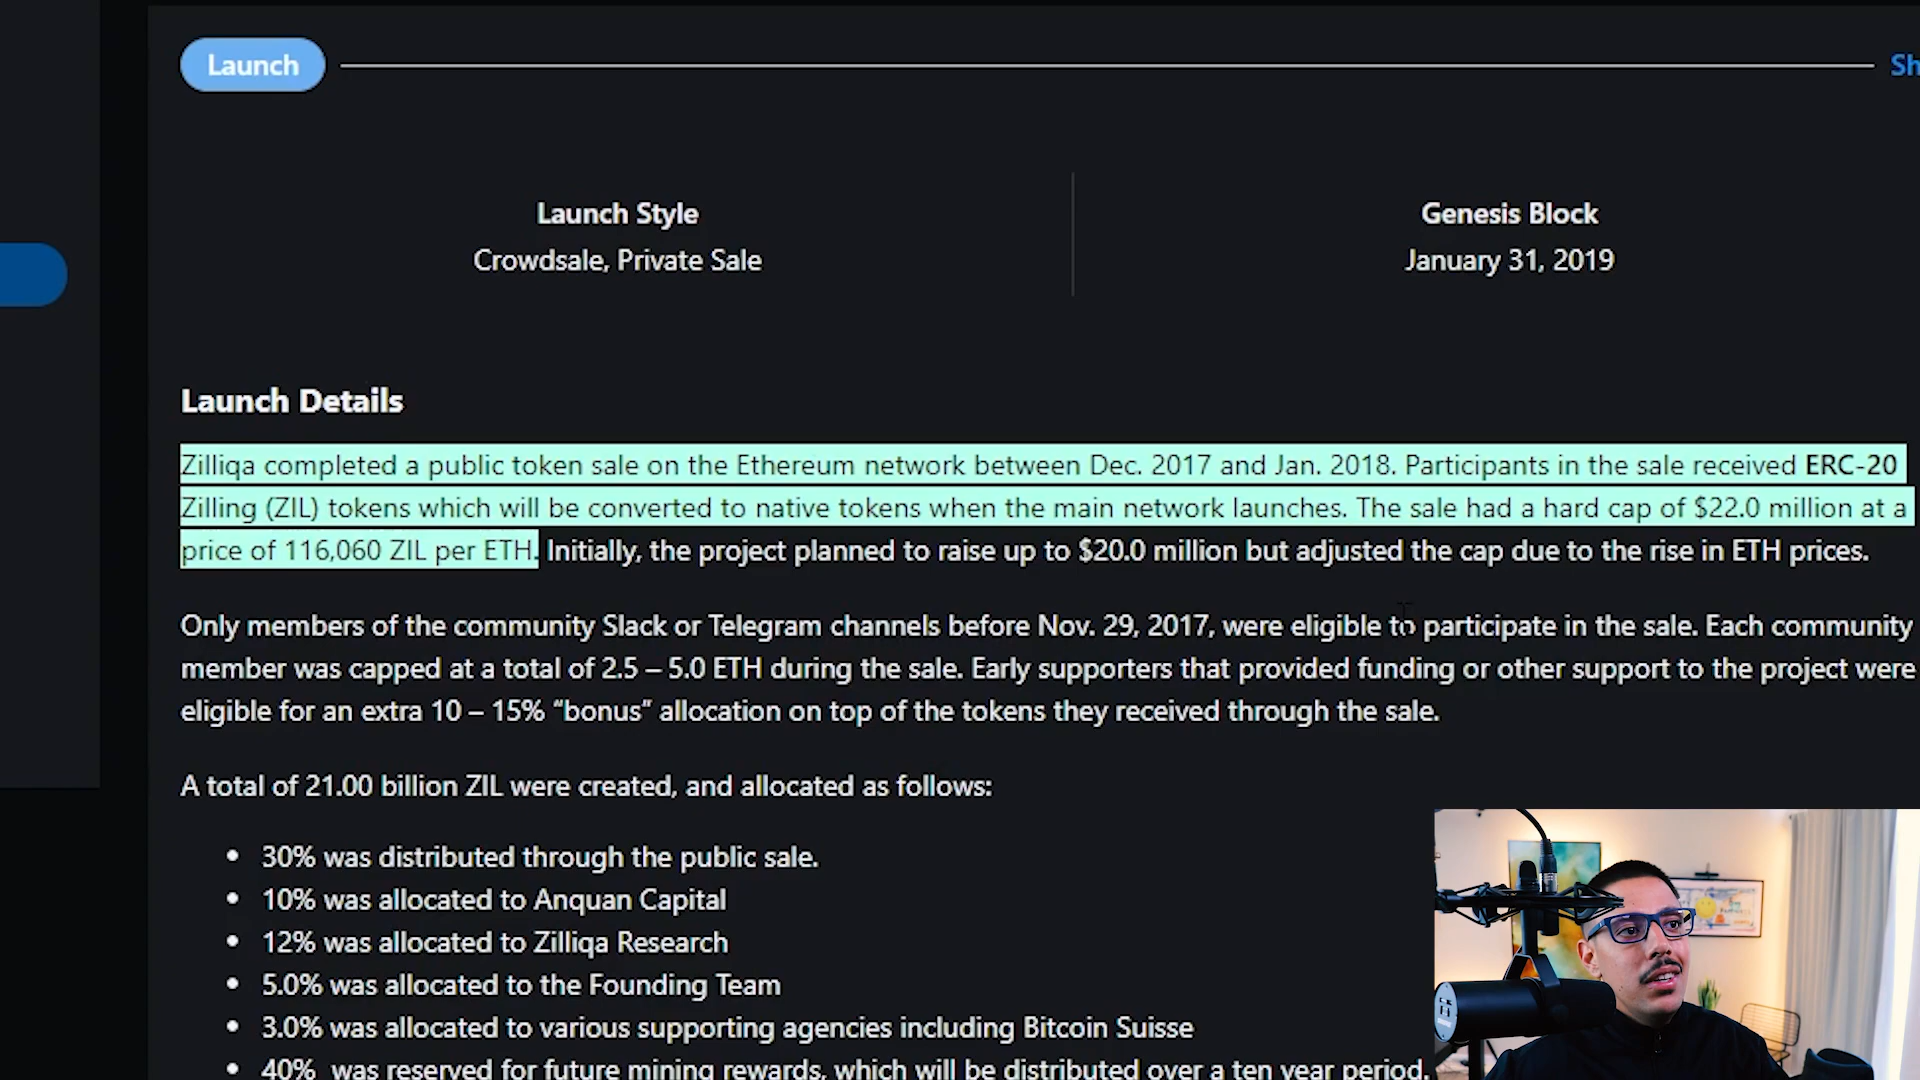 Launch
Sh
Launch Style
Crowdsale, Private Sale
Genesis Block
January 31, 2019
Launch Details
Zilliqa completed a public token sale on the Ethereum network between Dec. 2017 and Jan. 2018. Participants in the sale received ERC-20
Zilling (ZIL) tokens which will be converted to native tokens when the main network launches. The sale had a hard cap of $22.0 million at a
price of 116,060 ZIL per ETH. Initially, the project planned to raise up to $20.0 million but adjusted the cap due to the rise in ETH prices.
Only members of the community Slack or Telegram channels before Nov. 29, 2017, were eligible to participate in the sale. Each community
member was capped at a total of 2.5 – 5.0 ETH during the sale. Early supporters that provided funding or other support to the project were
eligible for an extra 10 – 15% “bonus” allocation on top of the tokens they received through the sale.
A total of 21.00 billion ZIL were created, and allocated as follows:
• 30% was distributed through the public sale.
• 10% was allocated to Anquan Capital
• 12% was allocated to Zilliqa Research
• 5.0% was allocated to the Founding Team
• 3.0% was allocated to various supporting agencies including Bitcoin Suisse
• 40% was reserved for future mining rewards, which will be distributed over a ten year period.